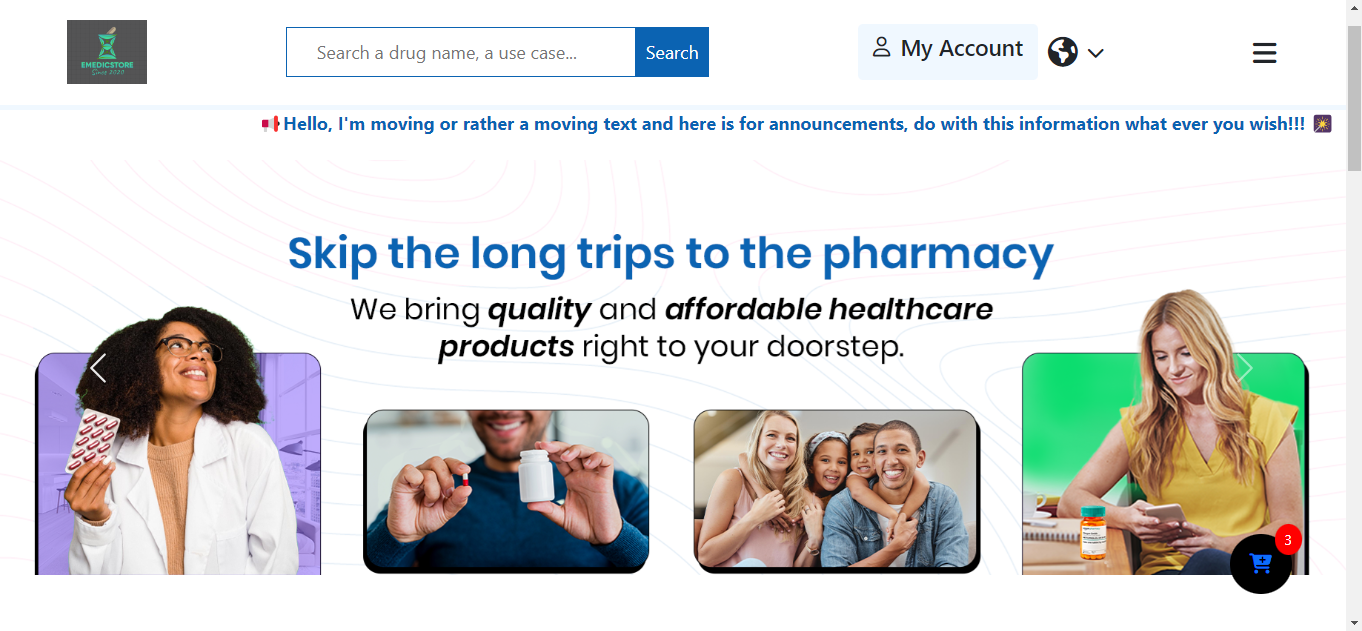 EMEDICSTORE
Since 2020
Search a drug name, a use case...
Search
My Account
Hello, I'm moving or rather a moving text and here is for announcements, do with this information what ever you wish!!!
Skip the long trips to the pharmacy
We bring quality and affordable healthcare
products right to your doorstep.
3